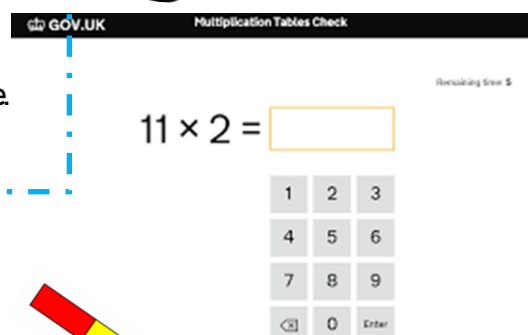 GOV.UK Multiplication Tables Check
e.
Remaining time: 5
11 × 2 =
1 2 3
4 5 6
7 8 9
0 Enter